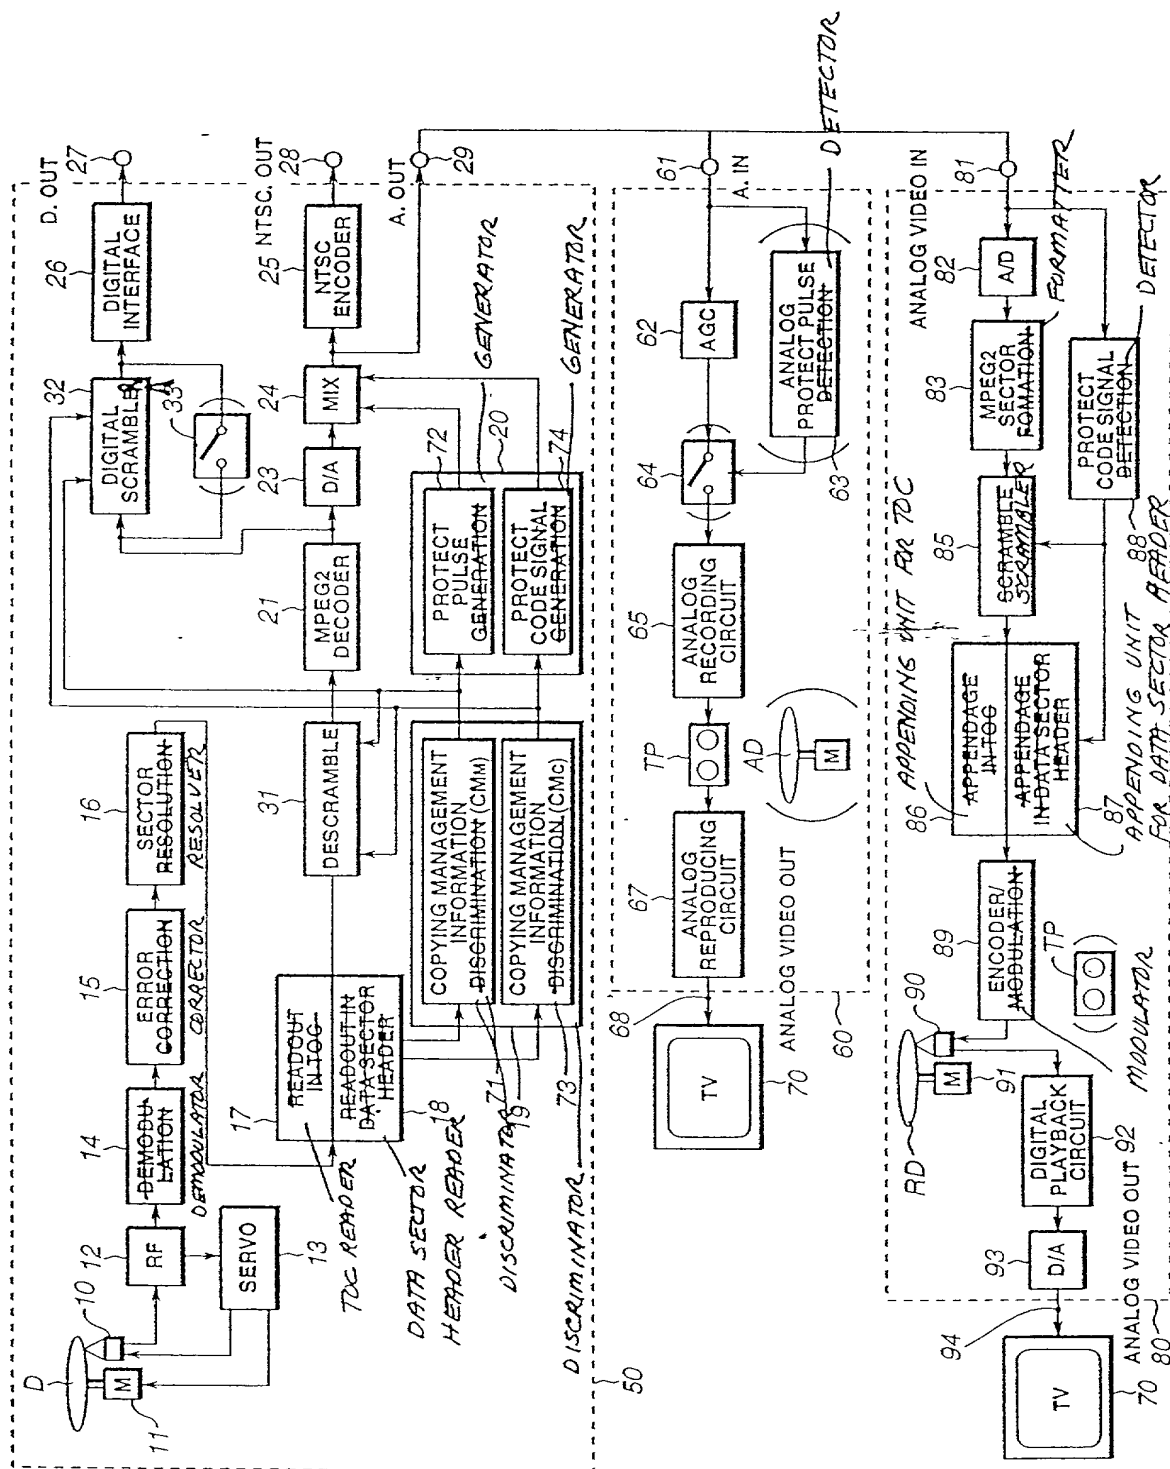 D
10
M
11
12
RF
SERVO
13
14
DEMODU-
LATION
DEMODULATOR
15
ERROR
CORRECTION
CORRECTOR
16
SECTOR
RESOLUTION
RESOLVER
17
READOUT
IN TOC
READOUT IN
DATA SECTOR
HEADER
18
TOC READER
DATA SECTOR
HEADER READER
31
DESCRAMBLE
COPYING MANAGEMENT
INFORMATION
DISCRIMINATION (CMM)
COPYING MANAGEMENT
INFORMATION
DISCRIMINATION (CMC)
71
19
73
DISCRIMINATOR
DISCRIMINATOR
21
MPEG2
DECODER
23
D/A
24
MIX
25
NTSC
ENCODER
28
NTSC. OUT
A. OUT
29
32
DIGITAL
SCRAMBLER
33
26
DIGITAL
INTERFACE
D. OUT
27
PROTECT
PULSE
GENERATION
72
PROTECT
CODE SIGNAL
GENERATION
74
20
GENERATOR
GENERATOR
50
61
A. IN
62
AGC
ANALOG
PROTECT PULSE
DETECTION
63
DETECTOR
64
65
ANALOG
RECORDING
CIRCUIT
TP
AD
M
67
ANALOG
REPRODUCING
CIRCUIT
68
ANALOG VIDEO OUT
60
TV
70
ANALOG VIDEO IN
81
82
A/D
83
MPEG2
SECTOR
FOMATION
FORMATTER
PROTECT
CODE SIGNAL
DETECTION
88
DETECTOR
85
SCRAMBLE
SCRAMBLER
APPENDING UNIT FOR TOC
86
APPENDAGE
IN TOC
APPENDAGE
IN DATA SECTOR
HEADER
87
APPENDING UNIT
FOR DATA SECTOR HEADER
89
ENCODER/
MODULATION
MODULATOR
TP
90
RD
M
91
DIGITAL
PLAYBACK
CIRCUIT
92
93
D/A
94
ANALOG VIDEO OUT
TV
70
80